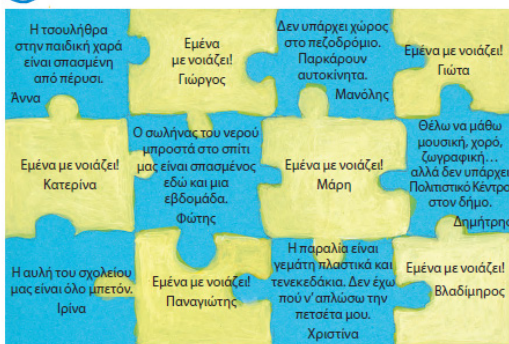 Η τσουλήθρα
στην παιδική χαρά
είναι σπασμένη
από πέρυσι.
Άννα
Εμένα
με νοιάζει!
Γιώργος
Δεν υπάρχει χώρος
στο πεζοδρόμιο.
Παρκάρουν
αυτοκίνητα.
Μανόλης
Εμένα με νοιάζει!
Γιώτα
Εμένα με νοιάζει!
Κατερίνα
Ο σωλήνας του νερού
μπροστά στο σπίτι
μας είναι σπασμένος
εδώ και μια
εβδομάδα.
Φώτης
Εμένα με νοιάζει!
Μάρη
Θέλω να μάθω
μουσική, χορό,
ζωγραφική…
αλλά δεν υπάρχει
Πολιτιστικό Κέντρο
στον δήμο.
Δημήτρης
Η αυλή του σχολείου
μας είναι όλο μπετόν.
Ιρίνα
Εμένα με νοιάζει!
Παναγιώτης
Η παραλία είναι
γεμάτη πλαστικά και
τενεκεδάκια. Δεν έχω
πού ν' απλώσω την
πετσέτα μου.
Χριστίνα
Εμένα με νοιάζει!
Βλαδίμηρος